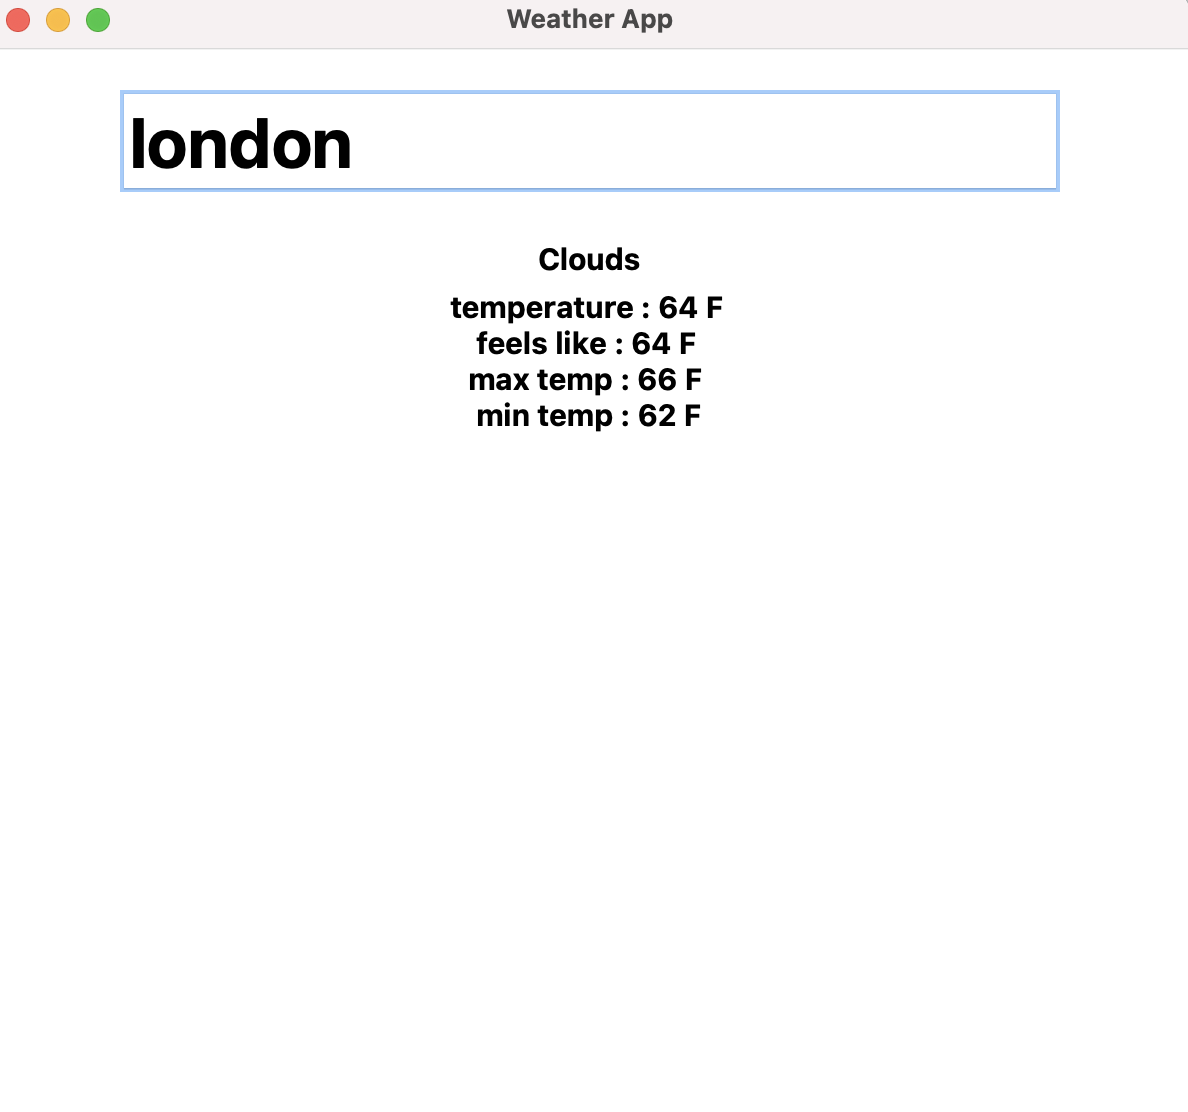 Weather App
london
Clouds
temperature : 64 F
feels like : 64 F
max temp : 66 F
min temp : 62 F